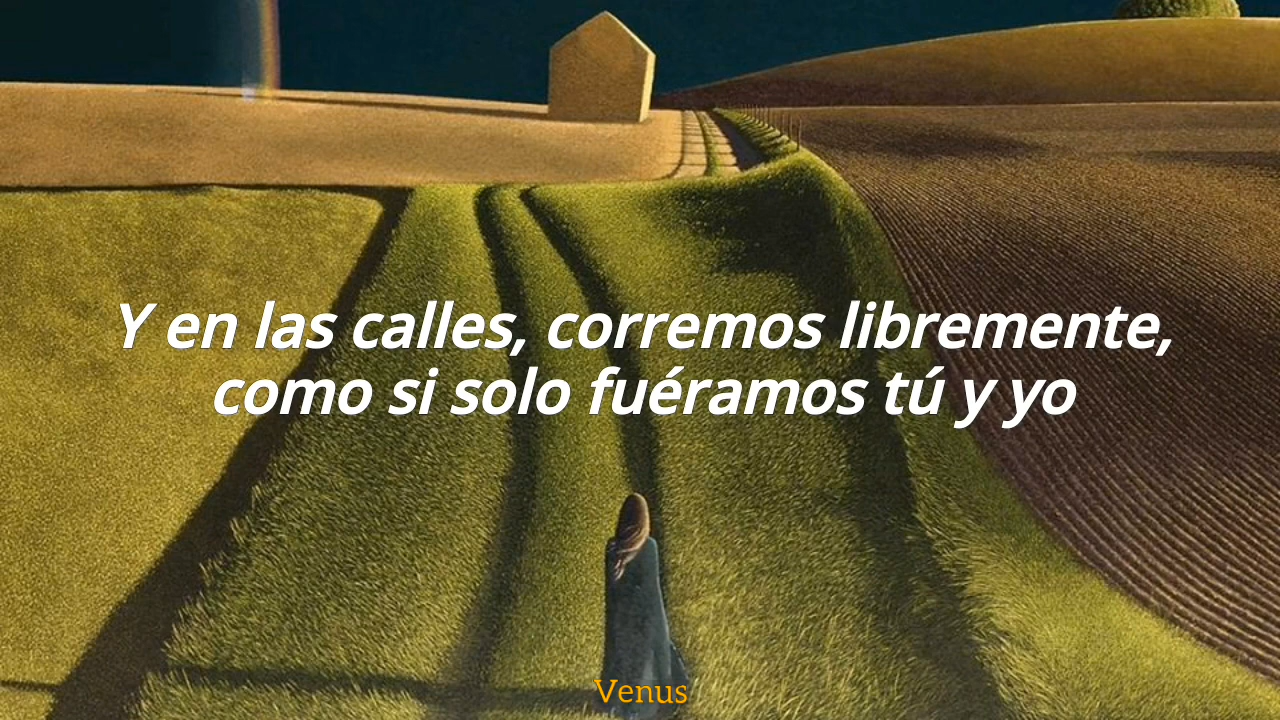 Y en las calles, corremos libremente,
como si solo fuéramos tú y yo
Venus